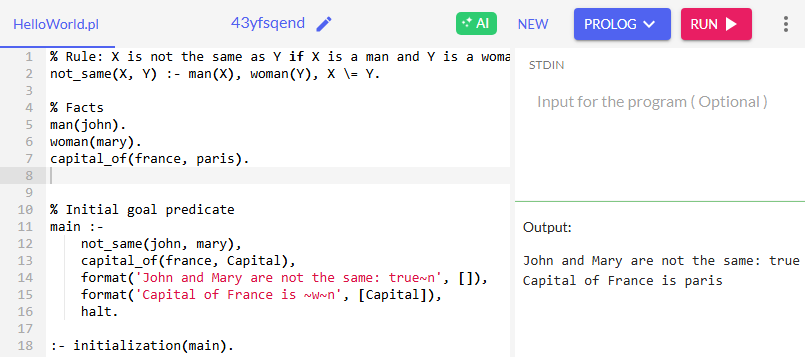 HelloWorld.pl 43yfsqend AI NEW PROLOG RUN
1 % Rule: X is not the same as Y if X is a man and Y is a woma
2 not_same(X, Y) :- man(X), woman(Y), X \= Y.
3
4 % Facts
5 man(john).
6 woman(mary).
7 capital_of(france, paris).
8
9
10 % Initial goal predicate
11 main :-
12     not_same(john, mary),
13     capital_of(france, Capital),
14     format('John and Mary are not the same: true~n', []),
15     format('Capital of France is ~w~n', [Capital]),
16     halt.
17
18 :- initialization(main).
STDIN
Input for the program ( Optional )
Output:
John and Mary are not the same: true
Capital of France is paris